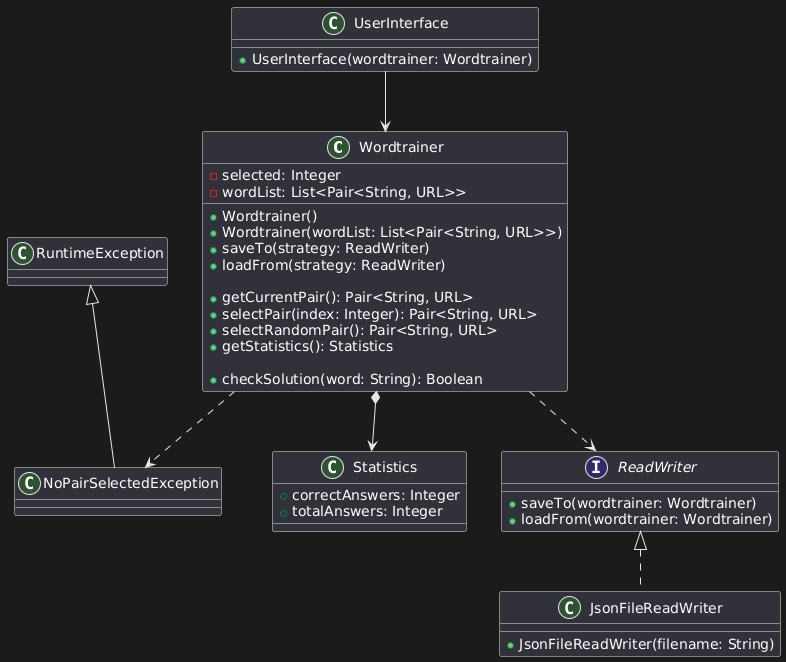 C UserInterface
UserInterface(wordtrainer: Wordtrainer)
C Wordtrainer
selected: Integer
wordList: List<Pair<String, URL>>
Wordtrainer()
Wordtrainer(wordList: List<Pair<String, URL>>)
saveTo(strategy: ReadWriter)
loadFrom(strategy: ReadWriter)
getCurrentPair(): Pair<String, URL>
selectPair(index: Integer): Pair<String, URL>
selectRandomPair(): Pair<String, URL>
getStatistics(): Statistics
checkSolution(word: String): Boolean
C RuntimeException
C NoPairSelectedException
C Statistics
correctAnswers: Integer
totalAnswers: Integer
I ReadWriter
saveTo(wordtrainer: Wordtrainer)
loadFrom(wordtrainer: Wordtrainer)
C JsonFileReadWriter
JsonFileReadWriter(filename: String)